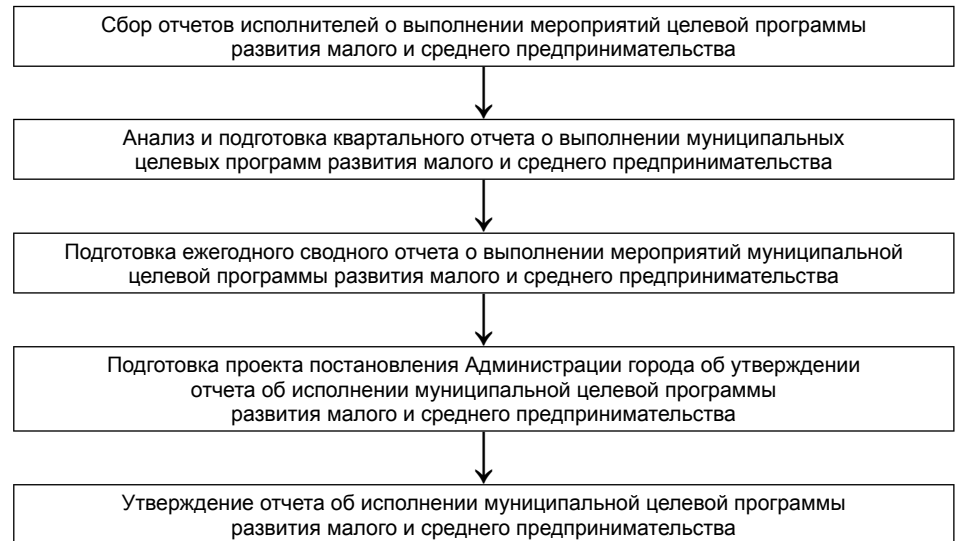 Сбор отчетов исполнителей о выполнении мероприятий целевой программы
развития малого и среднего предпринимательства
Анализ и подготовка квартального отчета о выполнении муниципальных
целевых программ развития малого и среднего предпринимательства
Подготовка ежегодного сводного отчета о выполнении мероприятий муниципальной
целевой программы развития малого и среднего предпринимательства
Подготовка проекта постановления Администрации города об утверждении
отчета об исполнении муниципальной целевой программы
развития малого и среднего предпринимательства
Утверждение отчета об исполнении муниципальной целевой программы
развития малого и среднего предпринимательства